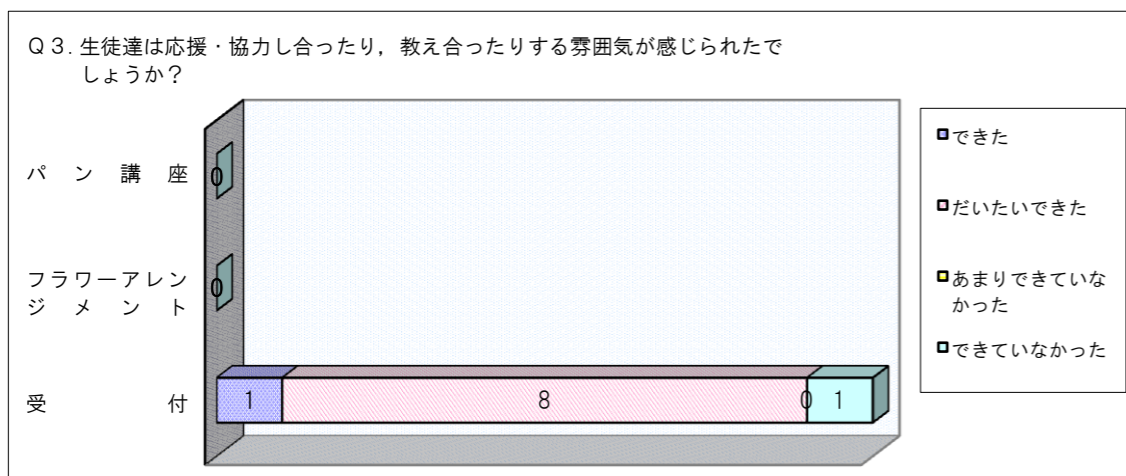 Q3.生徒達は応援・協力し合ったり，教え合ったりする雰囲気が感じられたで
しょうか？
パン講座
0
フラワーアレン
ジメント
0
受付
1
8
0
1
できた
だいたいできた
あまりできていな
かった
できていなかった